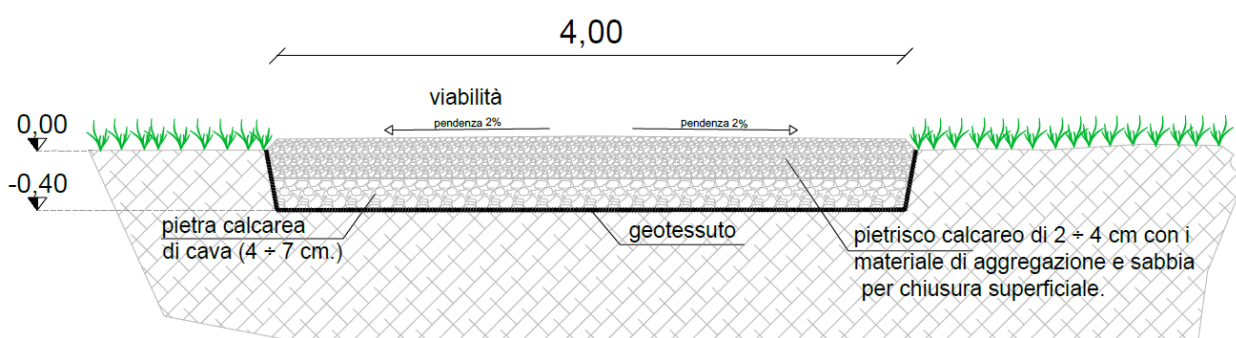 4,00
viabilità
pendenza 2%
pendenza 2%
0,00
-0,40
pietra calcarea
di cava (4 ÷ 7 cm.)
geotessuto
pietrisco calcareo di 2 ÷ 4 cm con i
materiale di aggregazione e sabbia
per chiusura superficiale.